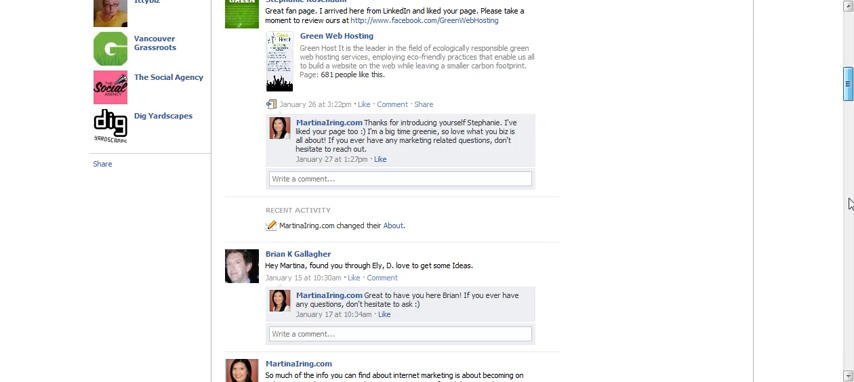 IttyBiz
Vancouver
Grassroots
The Social Agency
Dig Yardscapes
Share
Stephanie
Great fan page. I arrived here from LinkedIn and liked your page. Please take a
moment to review ours at http://www.facebook.com/GreenWebHosting
Green Web Hosting
Green Host It is the leader in the field of ecologically responsible green
web hosting services, employing eco-friendly practices that enable us all
to build a website on the web while leaving a smaller carbon footprint.
Page: 681 people like this.
January 26 at 3:22pm · Like · Comment · Share
MartinaIring.com Thanks for introducing yourself Stephanie. I've
liked your page too :) I'm a big time greenie, so love what you biz is
all about! If you ever have any marketing related questions, don't
hesitate to reach out.
January 27 at 1:27pm · Like
Write a comment...
RECENT ACTIVITY
MartinaIring.com changed their About.
Brian K Gallagher
Hey Martina, found you through Ely, D. love to get some Ideas.
January 15 at 10:30am · Like · Comment
MartinaIring.com Great to have you here Brian! If you ever have
any questions, don't hesitate to ask :)
January 17 at 10:34am · Like
Write a comment...
MartinaIring.com
So much of the info you can find about internet marketing is about becoming on
THE SOCIAL AGENCY
dig
YARDSCAPES